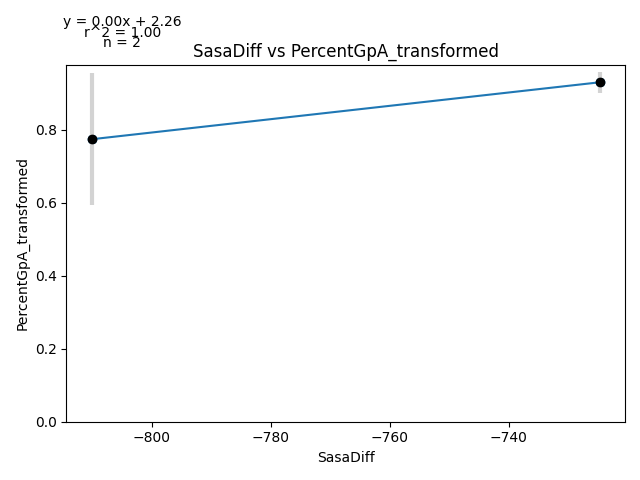 y = 0.00x + 2.26
r^2 = 1.00
n = 2
SasaDiff vs PercentGpA_transformed
PercentGpA_transformed
0.8
0.6
0.4
0.2
0.0
−800
−780
−760
−740
SasaDiff